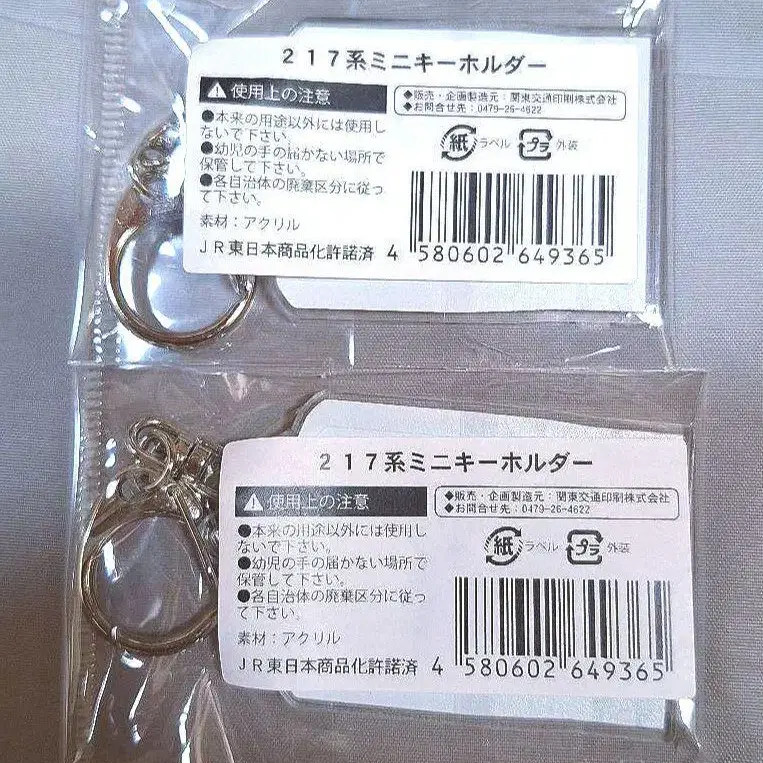 217系ミニキーホルダー
⚠使用上の注意
●本来の用途以外には使用し
ないで下さい。
●幼児の手の届かない場所で
保管して下さい。
●各自治体の廃棄区分に従っ
て下さい。
素材：アクリル
JR東日本商品化許諾済
◆販売・企画製造元：関東交通印刷株式会社
◆お問合せ先：0479-26-4622
紙 ラベル プラ 外装
4 580602 649365
217系ミニキーホルダー
⚠使用上の注意
●本来の用途以外には使用し
ないで下さい。
●幼児の手の届かない場所で
保管して下さい。
●各自治体の廃棄区分に従っ
て下さい。
素材：アクリル
JR東日本商品化許諾済
◆販売・企画製造元：関東交通印刷株式会社
◆お問合せ先：0479-26-4622
紙 ラベル プラ 外装
4 580602 649365